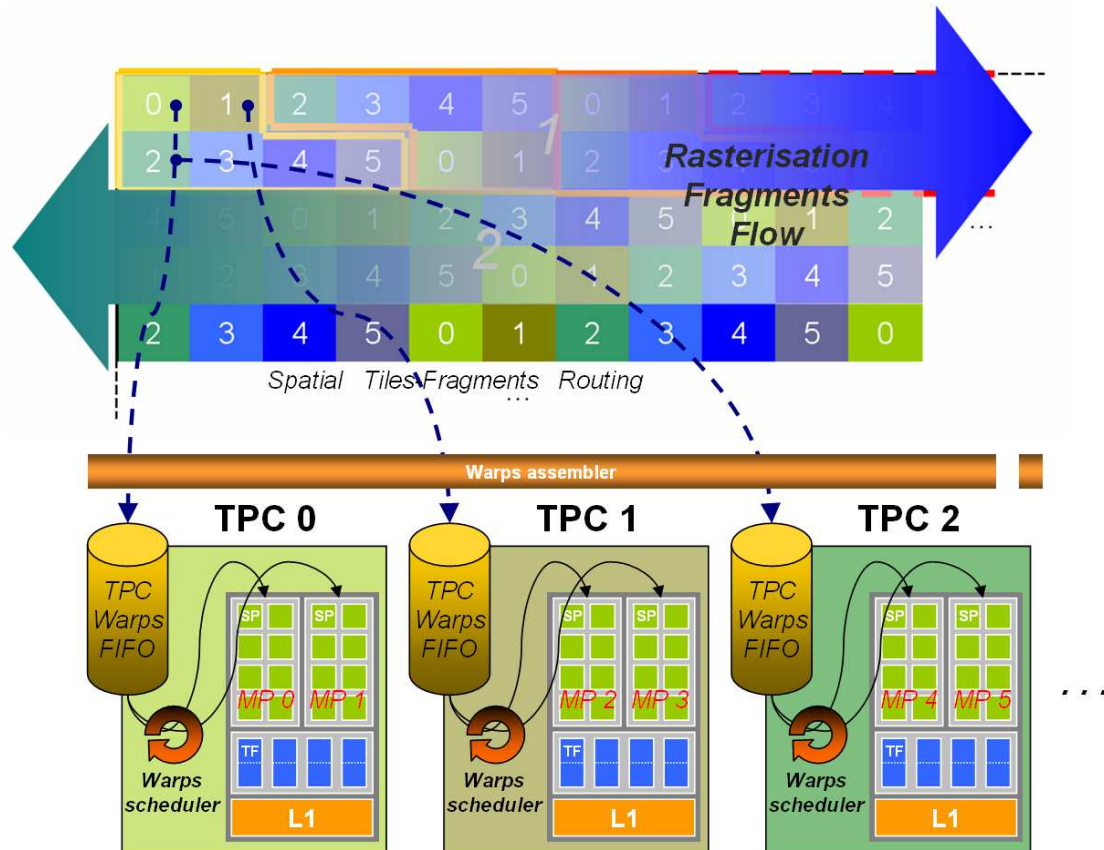 0 1 2 3 4 5 0 1 2 3 4
1
2 3 4 5 0 1 2 3
Rasterisation
Fragments
Flow
4 5 0 1 2 3 4 5 0 1 2
...
2
2 3 4 5 0 1 2 3 4 5
2 3 4 5 0 1 2 3 4 5 0
Spatial Tiles-Fragments Routing
...
Warps assembler
TPC 0
TPC Warps FIFO
SP SP
MP 0 MP 1
TF
Warps scheduler
L1
TPC 1
TPC Warps FIFO
SP SP
MP 2 MP 3
TF
Warps scheduler
L1
TPC 2
TPC Warps FIFO
SP SP
MP 4 MP 5
TF
Warps scheduler
L1
...